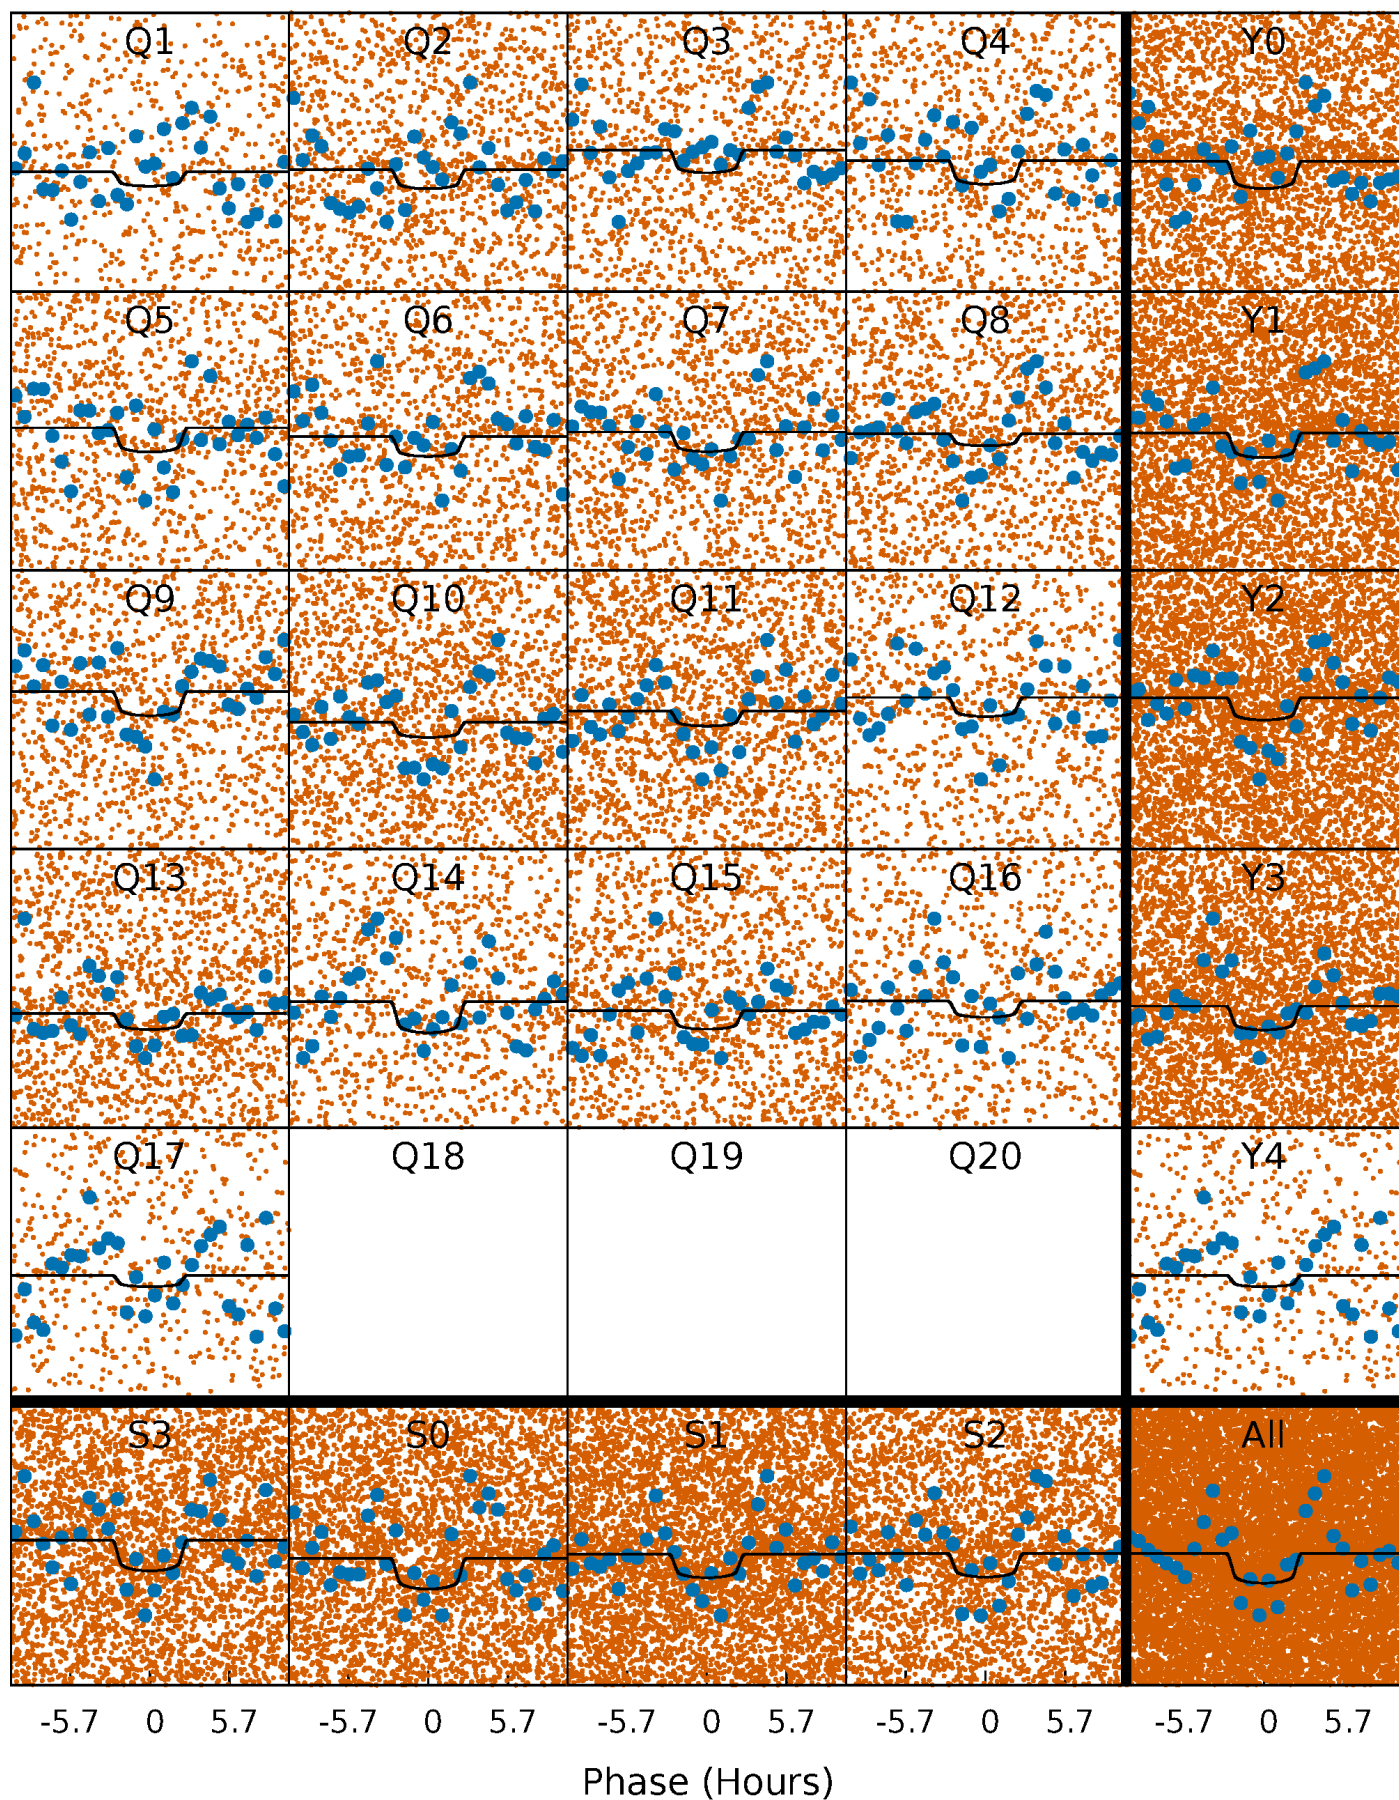 Q1 Q2 Q3 Q4 Y0
Q5 Q6 Q7 Q8 Y1
Q9 Q10 Q11 Q12 Y2
Q13 Q14 Q15 Q16 Y3
Q17 Q18 Q19 Q20 Y4
S3 S0 S1 S2 All
-5.7 0 5.7 -5.7 0 5.7 -5.7 0 5.7 -5.7 0 5.7 -5.7 0 5.7
Phase (Hours)